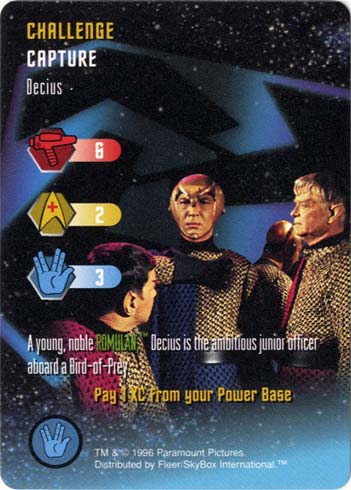 CHALLENGE
CAPTURE
Decius
6
2
3
A young, noble ROMULAN™ Decius is the ambitious junior officer
aboard a Bird-of-Prey
Pay 1 XC From your Power Base
TM & © 1996 Paramount Pictures.
Distributed by Fleer/SkyBox International.™